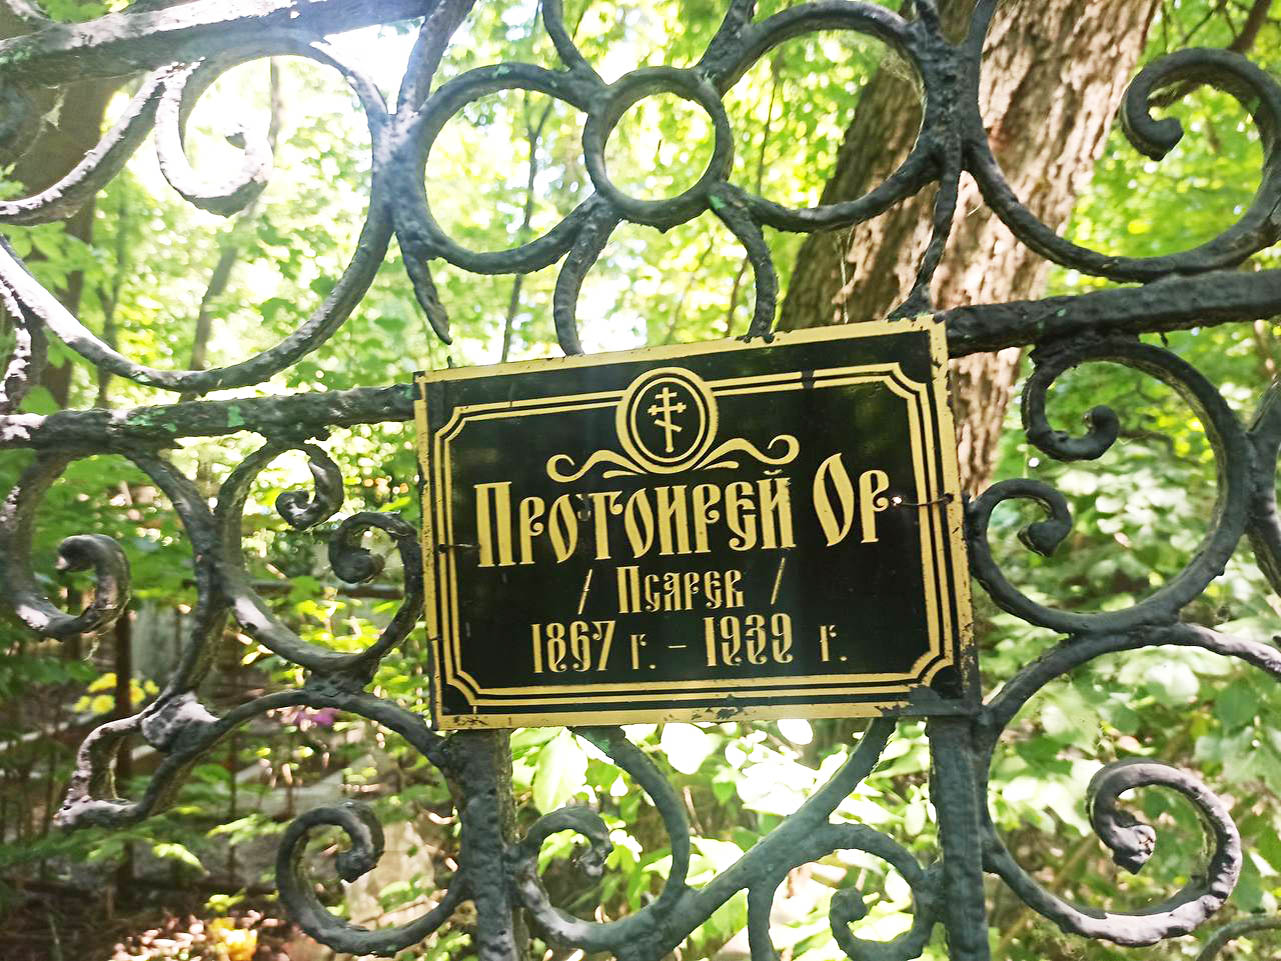 Протоирей Ор
/ Псарев /
1867 г. – 1939 г.